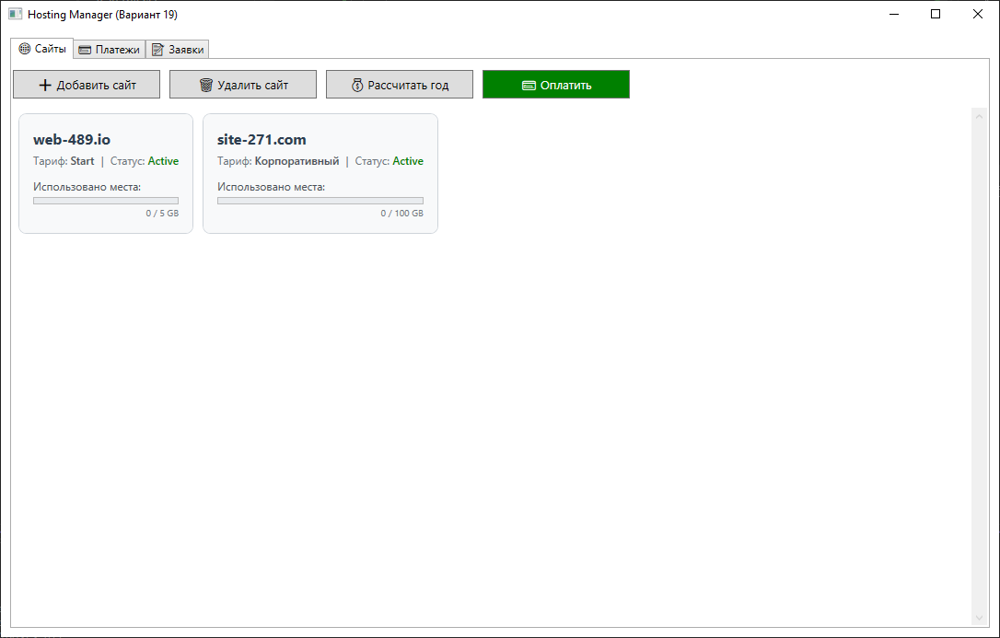 Hosting Manager (Вариант 19)
Сайты Платежи Заявки
Добавить сайт Удалить сайт Рассчитать год Оплатить
web-489.io
Тариф: Start | Статус: Active
Использовано места:
0 / 5 GB
site-271.com
Тариф: Корпоративный | Статус: Active
Использовано места:
0 / 100 GB